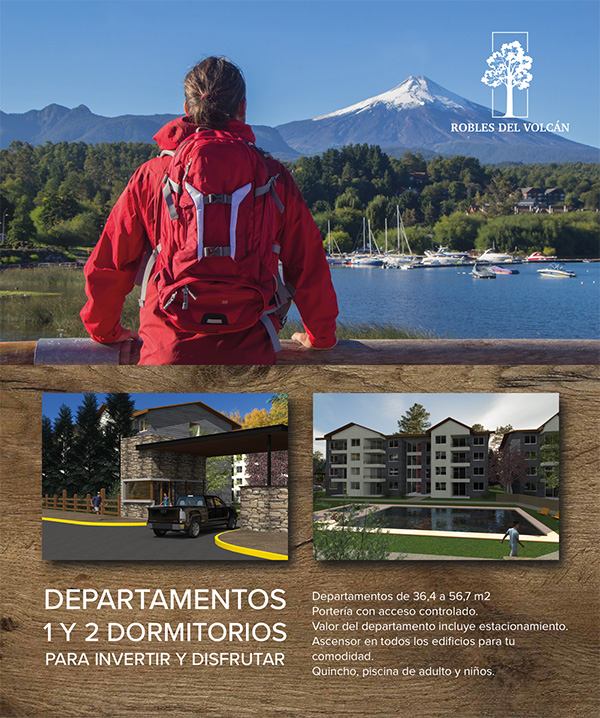 ROBLES DEL VOLCÁN
DEPARTAMENTOS
1 Y 2 DORMITORIOS
PARA INVERTIR Y DISFRUTAR
Departamentos de 36,4 a 56,7 m2
Portería con acceso controlado.
Valor del departamento incluye estacionamiento.
Ascensor en todos los edificios para tu
comodidad.
Quincho, piscina de adulto y niños.